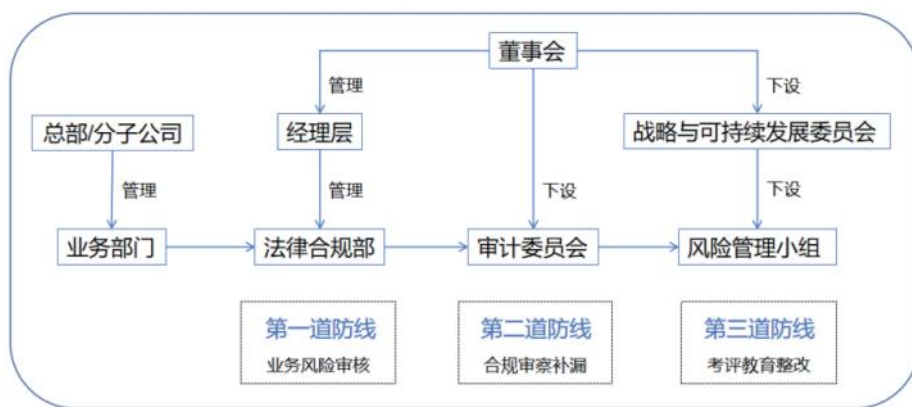 董事会
管理
下设
总部/分子公司
经理层
战略与可持续发展委员会
管理
管理
下设
下设
业务部门
法律合规部
审计委员会
风险管理小组
第一道防线
业务风险审核
第二道防线
合规审察补漏
第三道防线
考评教育整改